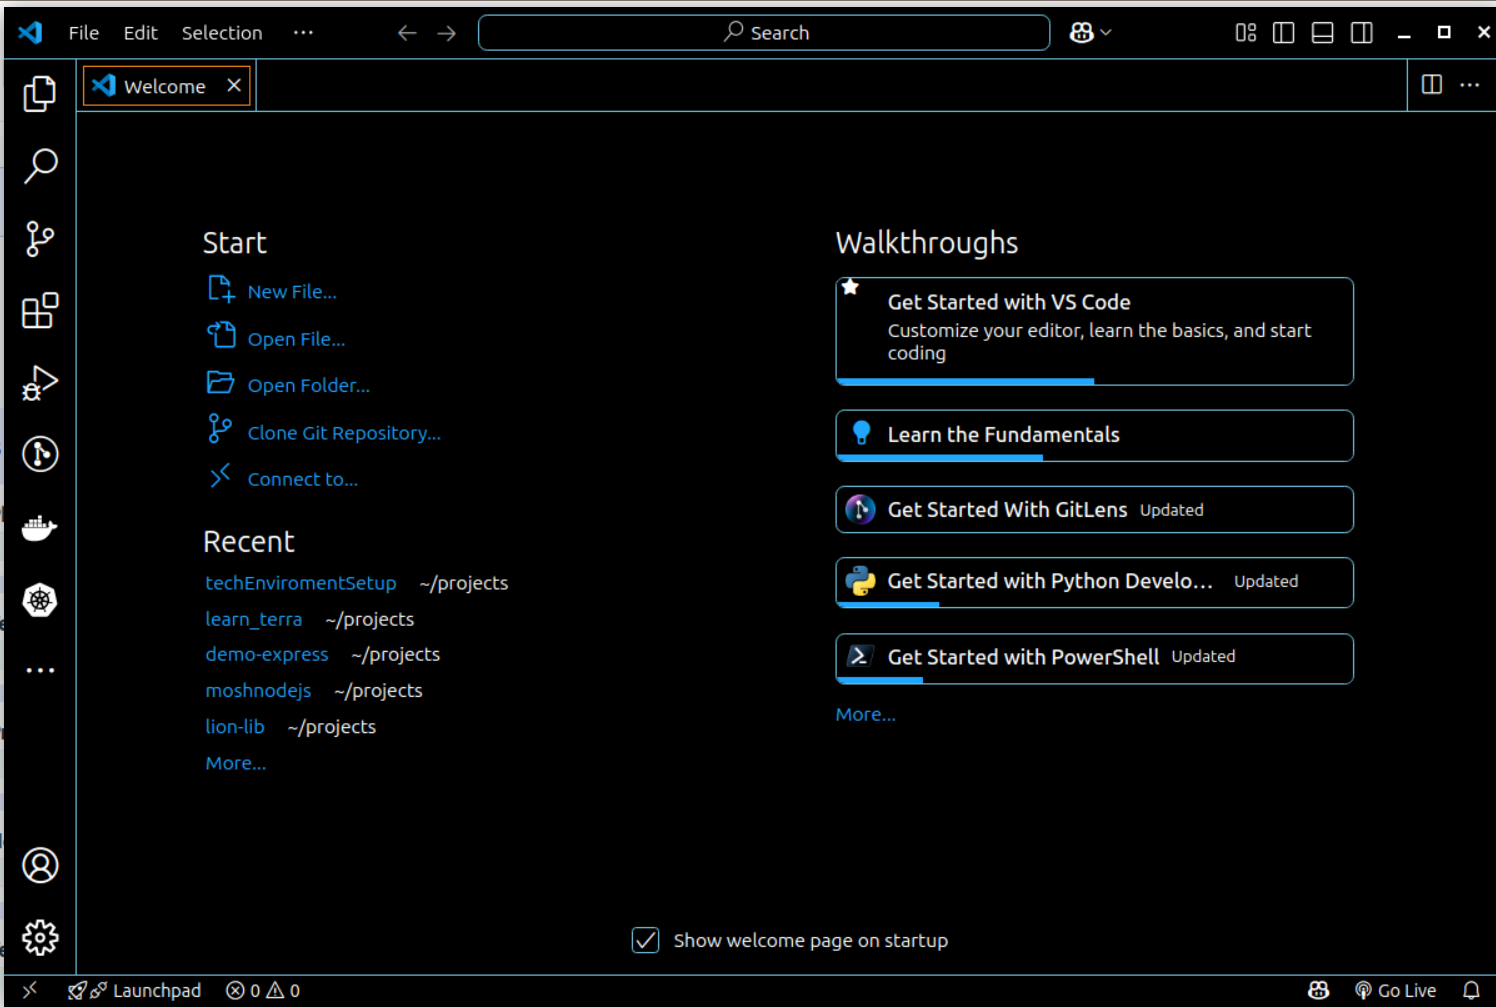 File Edit Selection ··· Search
Welcome
Start
New File...
Open File...
Open Folder...
Clone Git Repository...
Connect to...
Recent
techEnviromentSetup ~/projects
learn_terra ~/projects
demo-express ~/projects
moshnodejs ~/projects
lion-lib ~/projects
More...
Walkthroughs
Get Started with VS Code
Customize your editor, learn the basics, and start
coding
Learn the Fundamentals
Get Started With GitLens Updated
Get Started with Python Develo... Updated
Get Started with PowerShell Updated
More...
Show welcome page on startup
Launchpad 0 0 Go Live